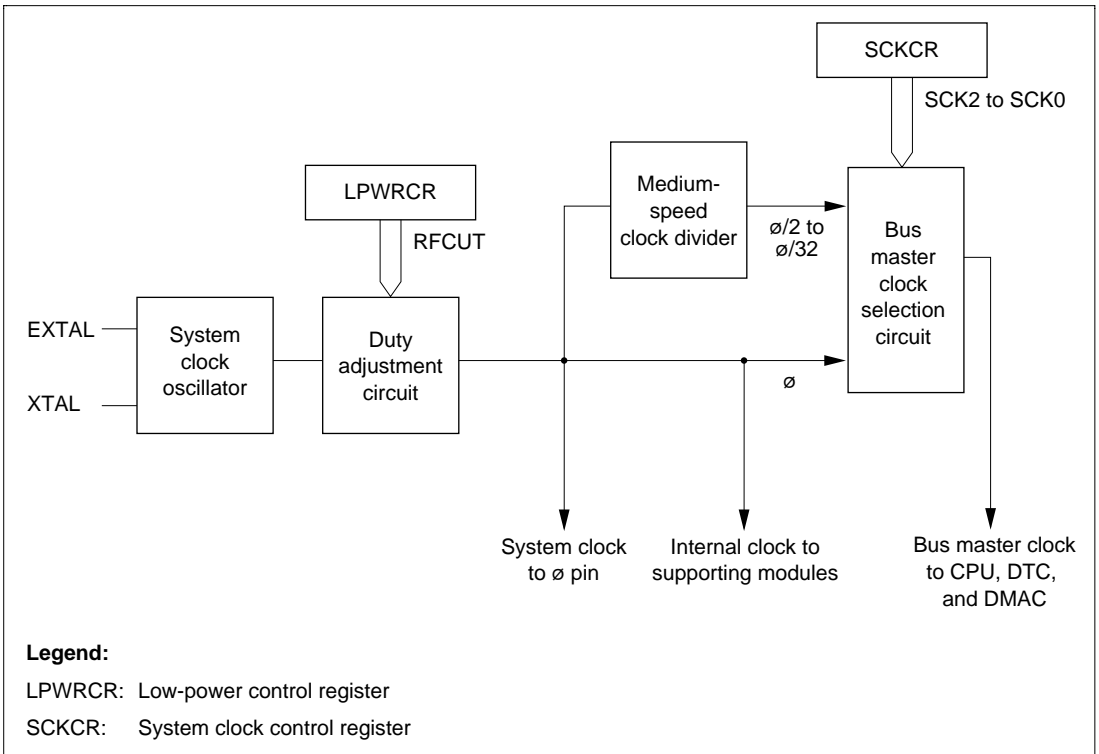 SCKCR
SCK2 to SCK0
LPWRCR
RFCUT
Medium-
speed
clock divider
ø/2 to
ø/32
Bus
master
clock
selection
circuit
EXTAL
XTAL
System
clock
oscillator
Duty
adjustment
circuit
ø
System clock
to ø pin
Internal clock to
supporting modules
Bus master clock
to CPU, DTC,
and DMAC
Legend:
LPWRCR: Low-power control register
SCKCR: System clock control register